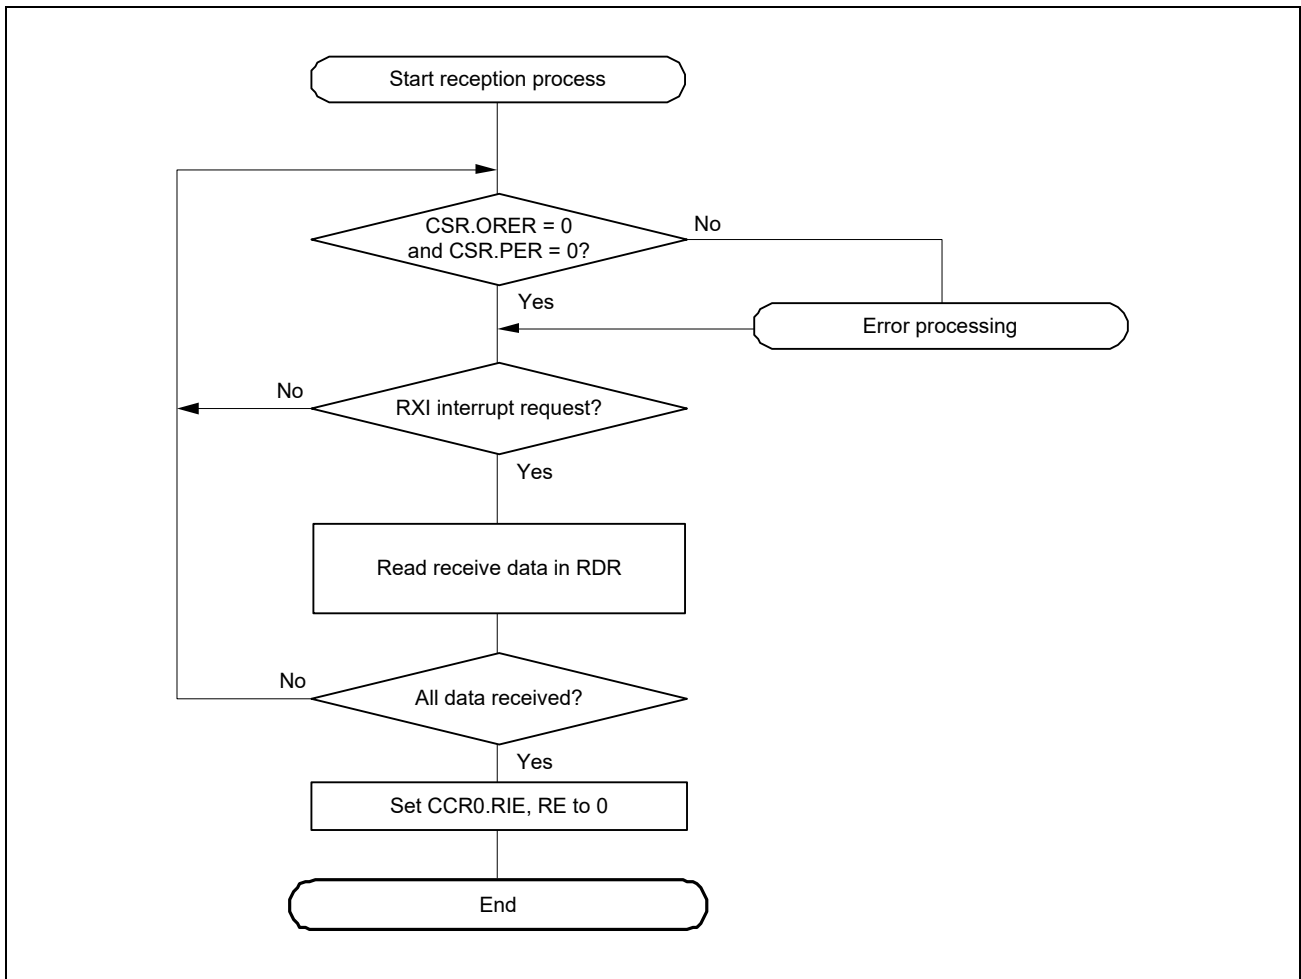 Start reception process
CSR.ORER = 0
and CSR.PER = 0?
No
Yes
Error processing
No
RXI interrupt request?
Yes
Read receive data in RDR
No
All data received?
Yes
Set CCR0.RIE, RE to 0
End